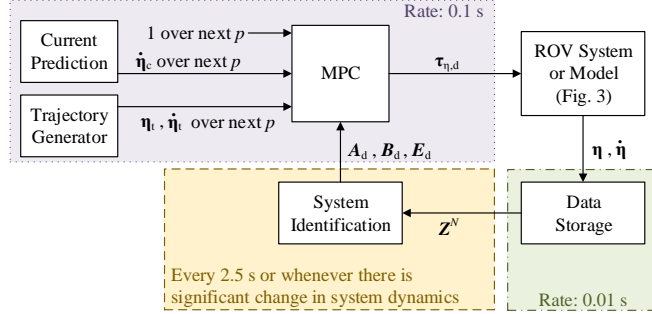 Rate: 0.1 s
Current
Prediction
1 over next p
η̇c over next p
MPC
τη,d
ROV System
or Model
(Fig. 3)
Trajectory
Generator
ηt , η̇t over next p
Ad , Bd , Ed
η , η̇
System
Identification
Z^N
Data
Storage
Every 2.5 s or whenever there is
significant change in system dynamics
Rate: 0.01 s